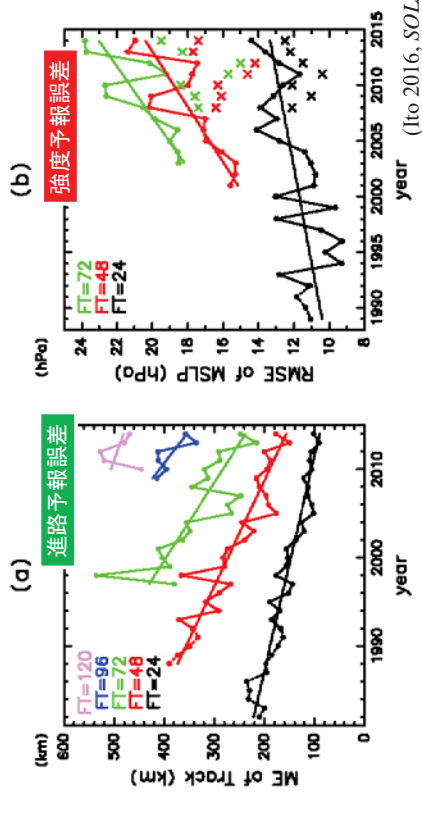 (a)
進路予報誤差
(km)
600
500
400
300
200
100
0
ME of Track (km)
FT=120
FT=96
FT=72
FT=48
FT=24
1990
2000
2010
year
(b)
強度予報誤差
(hPa)
24
22
20
18
16
14
12
10
8
RMSE of MSLP (hPa)
FT=72
FT=48
FT=24
1990
1995
2000
2005
2010
2015
year
(Ito 2016, SOL